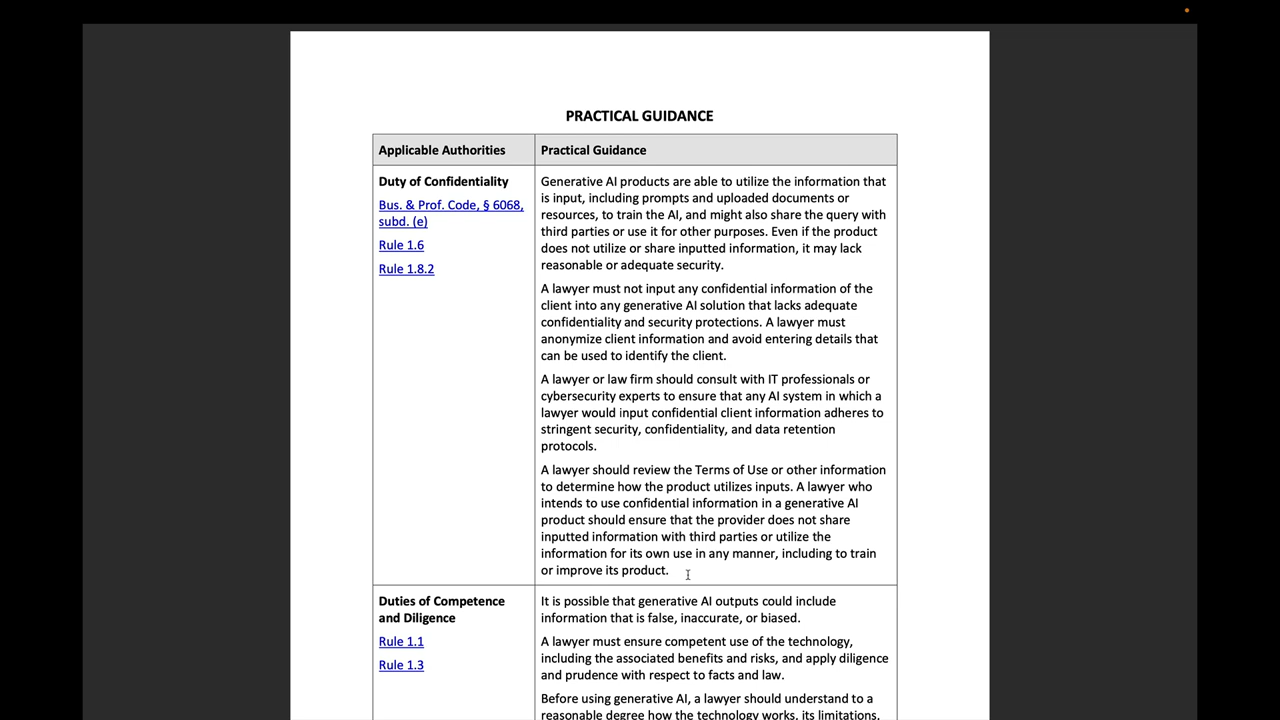 PRACTICAL GUIDANCE
Applicable Authorities
Practical Guidance
Duty of Confidentiality
Bus. & Prof. Code, § 6068,
subd. (e)
Rule 1.6
Rule 1.8.2
Generative AI products are able to utilize the information that
is input, including prompts and uploaded documents or
resources, to train the AI, and might also share the query with
third parties or use it for other purposes. Even if the product
does not utilize or share inputted information, it may lack
reasonable or adequate security.
A lawyer must not input any confidential information of the
client into any generative AI solution that lacks adequate
confidentiality and security protections. A lawyer must
anonymize client information and avoid entering details that
can be used to identify the client.
A lawyer or law firm should consult with IT professionals or
cybersecurity experts to ensure that any AI system in which a
lawyer would input confidential client information adheres to
stringent security, confidentiality, and data retention
protocols.
A lawyer should review the Terms of Use or other information
to determine how the product utilizes inputs. A lawyer who
intends to use confidential information in a generative AI
product should ensure that the provider does not share
inputted information with third parties or utilize the
information for its own use in any manner, including to train
or improve its product.
Duties of Competence
and Diligence
Rule 1.1
Rule 1.3
It is possible that generative AI outputs could include
information that is false, inaccurate, or biased.
A lawyer must ensure competent use of the technology,
including the associated benefits and risks, and apply diligence
and prudence with respect to facts and law.
Before using generative AI, a lawyer should understand to a
reasonable degree how the technology works, its limitations,